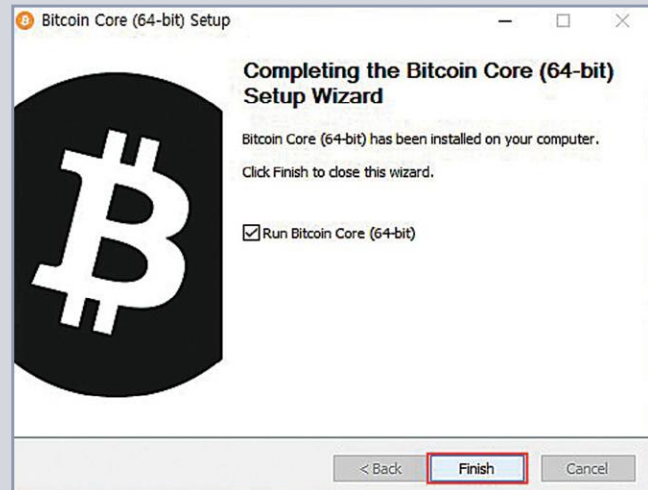 Bitcoin Core (64-bit) Setup
Completing the Bitcoin Core (64-bit)
Setup Wizard
Bitcoin Core (64-bit) has been installed on your computer.
Click Finish to close this wizard.
Run Bitcoin Core (64-bit)
< Back Finish Cancel